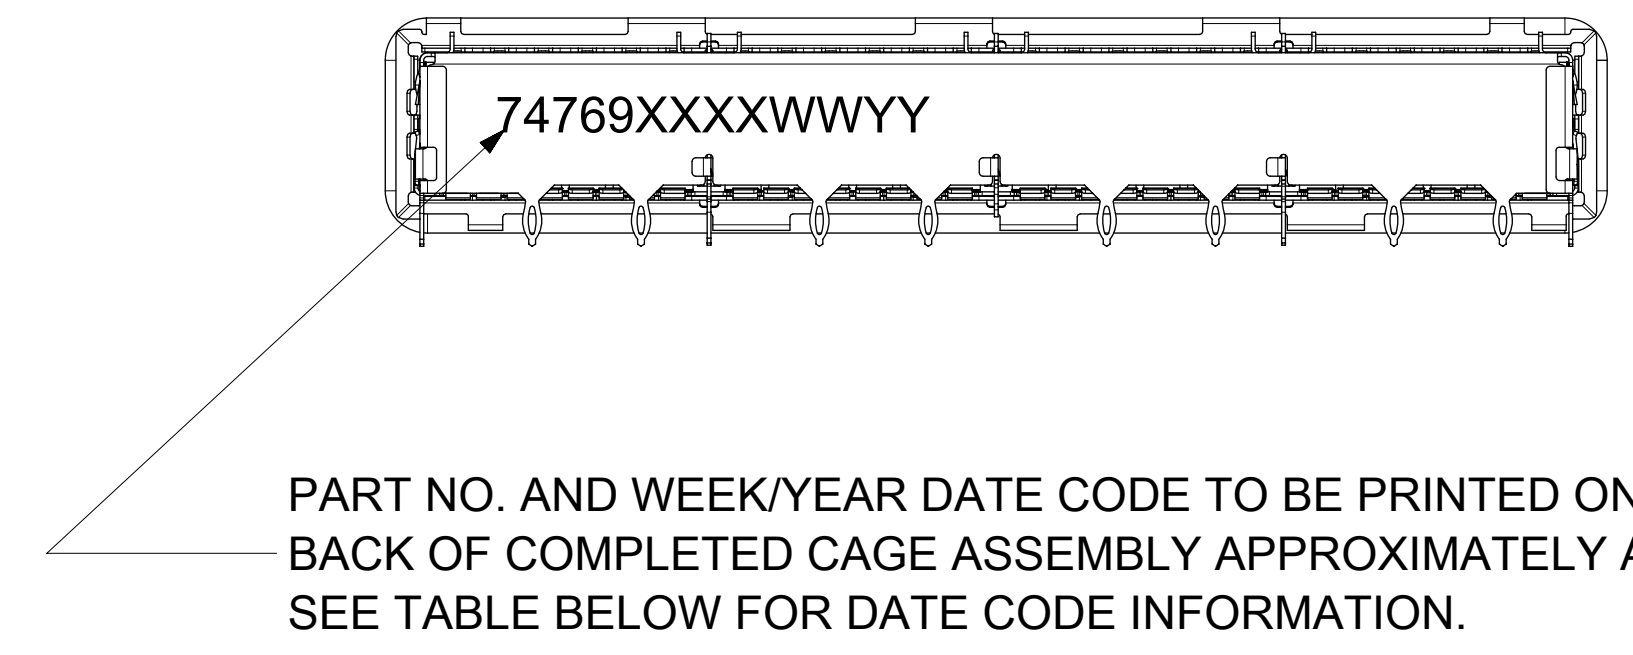 74769XXXXWWYY
PART NO. AND WEEK/YEAR DATE CODE TO BE PRINTED ON
BACK OF COMPLETED CAGE ASSEMBLY APPROXIMATELY
SEE TABLE BELOW FOR DATE CODE INFORMATION.